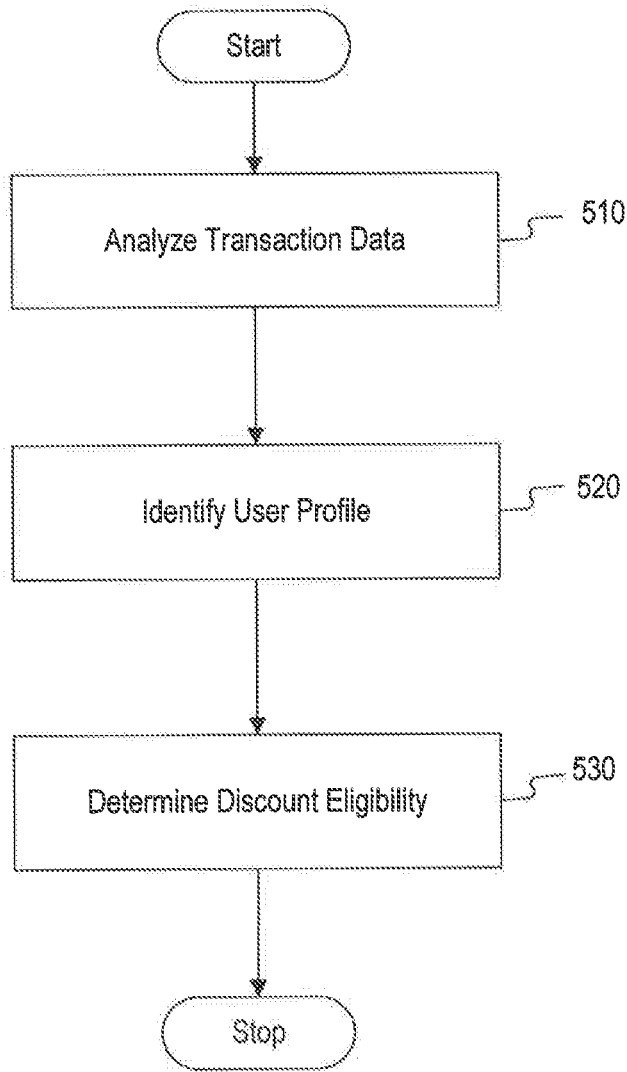 Start
Analyze Transaction Data
510
Identify User Profile
520
Determine Discount Eligibility
530
Stop